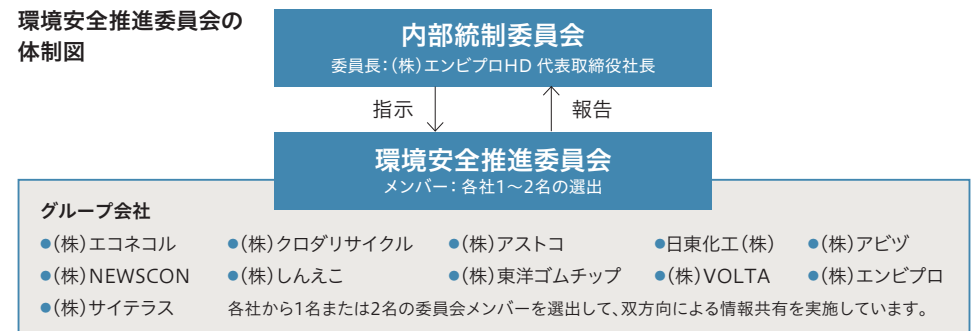 環境安全推進委員会の
体制図
内部統制委員会
委員長：（株）エンビプロHD 代表取締役社長
指示
報告
環境安全推進委員会
メンバー：各社1～2名の選出
グループ会社
●（株）エコネコル ●（株）クロダリサイクル ●（株）アストコ ●日東化工（株） ●（株）アビヅ
●（株）NEWSCON ●（株）しんえこ ●（株）東洋ゴムチップ ●（株）VOLTA ●（株）エンビプロ
●（株）サイテラス 各社から1名または2名の委員会メンバーを選出して、双方向による情報共有を実施しています。